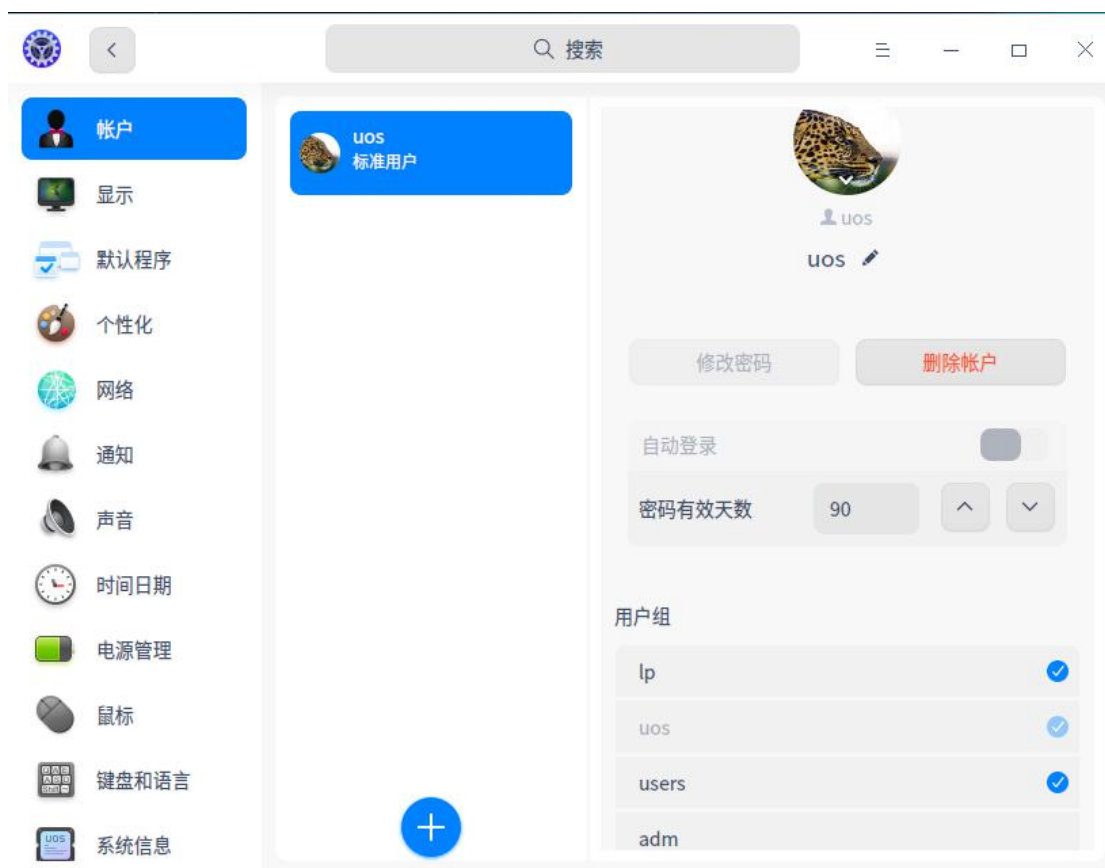 搜索
帐户
显示
默认程序
个性化
网络
通知
声音
时间日期
电源管理
鼠标
键盘和语言
系统信息
uos
标准用户
uos
uos
修改密码
删除帐户
自动登录
密码有效天数 90
用户组
lp
uos
users
adm